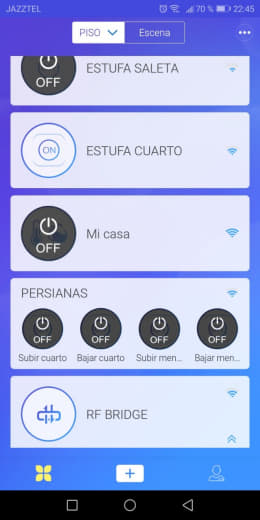 JAZZTEL 70 % 22:45
PISO Escena
OFF
ESTUFA SALETA
ON
ESTUFA CUARTO
OFF
Mi casa
PERSIANAS
OFF OFF OFF OFF
Subir cuarto Bajar cuarto Subir men... Bajar men...
RF BRIDGE